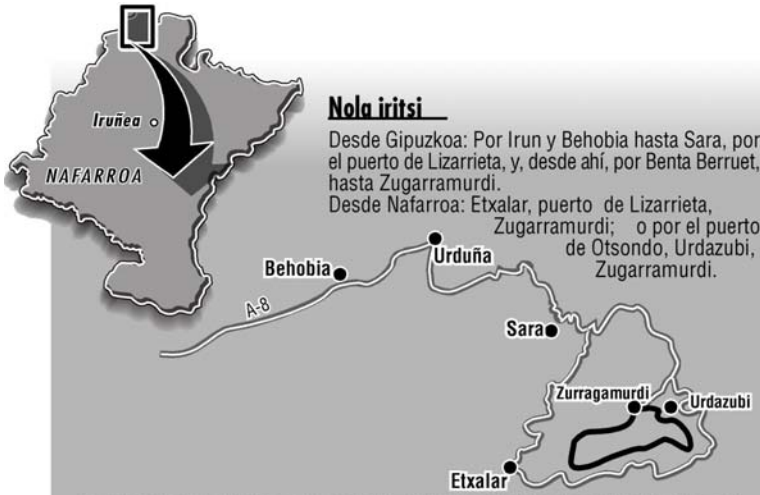 Iruñea
NAFARROA
Nola iritsi
Desde Gipuzkoa: Por Irun y Behobia hasta Sara, por
el puerto de Lizarrieta, y, desde ahí, por Benta Berruet,
hasta Zugarramurdi.
Desde Nafarroa: Etxalar, puerto de Lizarrieta,
Zugarramurdi; o por el puerto
de Otsondo, Urdazubi,
Zugarramurdi.
Urduña
Behobia
A-8
Sara
Zurragamurdi
Urdazubi
Etxalar